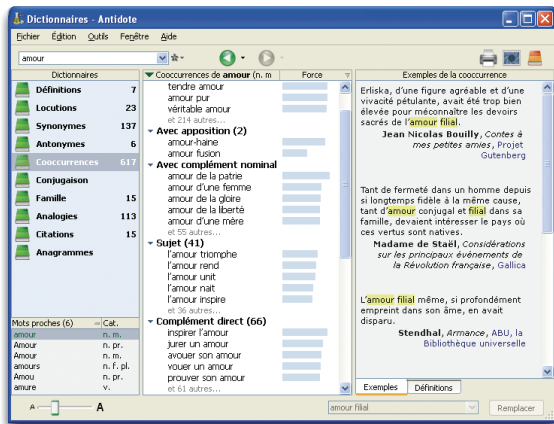 Dictionnaires - Antidote
Fichier Édition Outils Fenêtre Aide
amour
Dictionnaires
Définitions 7
Locutions 23
Synonymes 137
Antonymes 6
Cooccurrences 617
Conjugaison
Famille 15
Analogies 113
Citations 15
Anagrammes
Mots proches (6) Cat.
amour n. m.
Amour n. pr.
Amour n. m.
amours n. f. pl.
Amou n. pr.
amure v.
Cooccurrences de amour (n. m Force
tendre amour
amour pur
véritable amour
et 214 autres...
Avec apposition (2)
amour-haine
amour fusion
Avec complément nominal
amour de la patrie
amour d'une femme
amour de la gloire
amour de la liberté
amour d'une mère
et 55 autres...
Sujet (41)
l'amour triomphe
l'amour rend
l'amour unit
l'amour nait
l'amour inspire
et 36 autres...
Complément direct (66)
inspirer l'amour
jurer un amour
avouer son amour
vouer un amour
prouver son amour
et 61 autres...
Exemples de la cooccurrence
Erliska, d'une figure agréable et d'une
vivacité pétulante, avait été trop bien
élevée pour méconnaître les devoirs
sacrés de l'amour filial.
Jean Nicolas Bouilly, Contes à
mes petites amies, Projet
Gutenberg
Tant de fermeté dans un homme depuis
si longtemps fidèle à la même cause,
tant d'amour conjugal et filial dans sa
famille, devaient intéresser le pays où
ces vertus sont natives.
Madame de Staël, Considérations
sur les principaux événements de
la Révolution française, Gallica
L'amour filial même, si profondément
empreint dans son âme, en avait
disparu.
Stendhal, Armance, ABU, la
Bibliothèque universelle
Exemples Définitions
A A
amour filial Remplacer